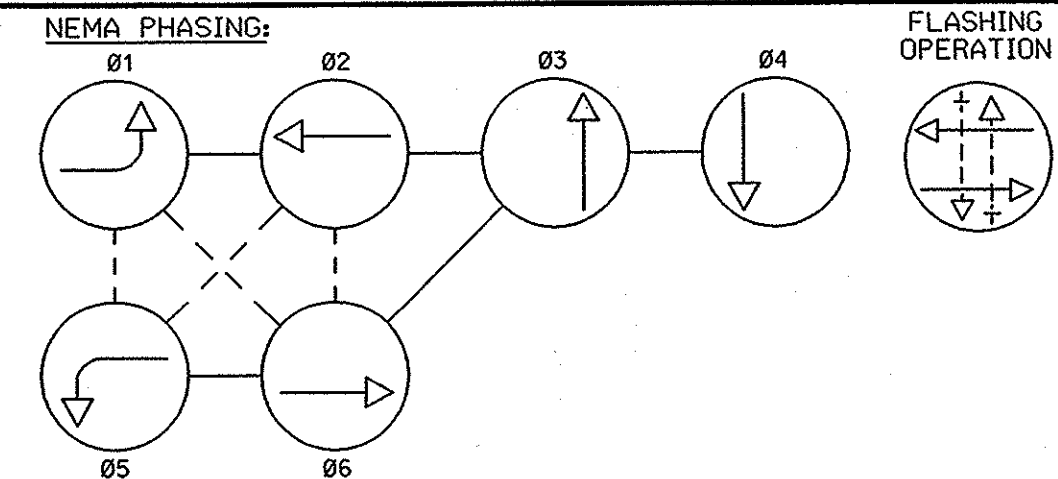 NEMA PHASING:
FLASHING
OPERATION
Ø1
Ø2
Ø3
Ø4
Ø5
Ø6